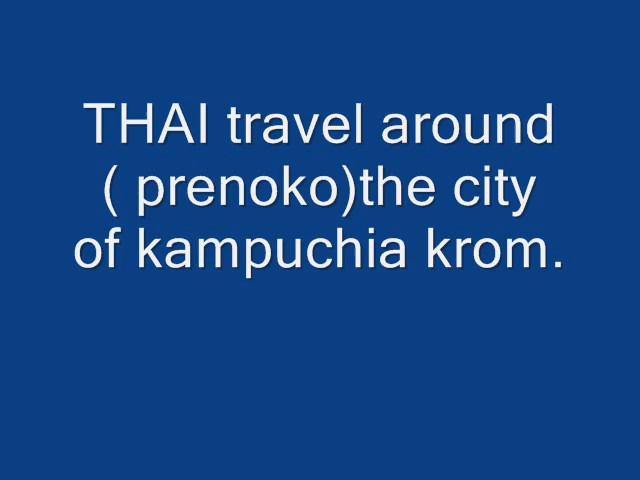 THAI travel around
( prenoko)the city
of kampuchia krom.